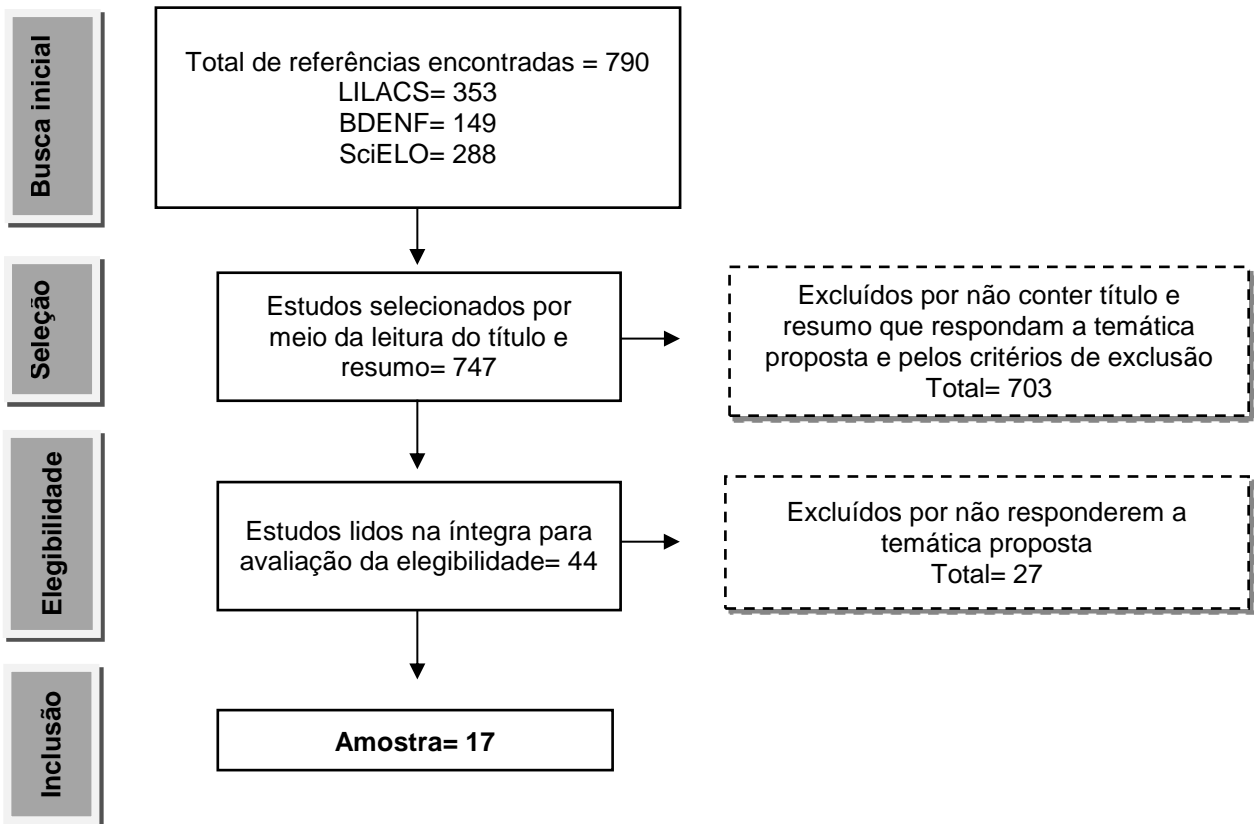 Busca inicial
Total de referências encontradas = 790
LILACS= 353
BDENF= 149
SciELO= 288
Seleção
Estudos selecionados por
meio da leitura do título e
resumo= 747
Excluídos por não conter título e
resumo que respondam a temática
proposta e pelos critérios de exclusão
Total= 703
Elegibilidade
Estudos lidos na íntegra para
avaliação da elegibilidade= 44
Excluídos por não responderem a
temática proposta
Total= 27
Inclusão
Amostra= 17